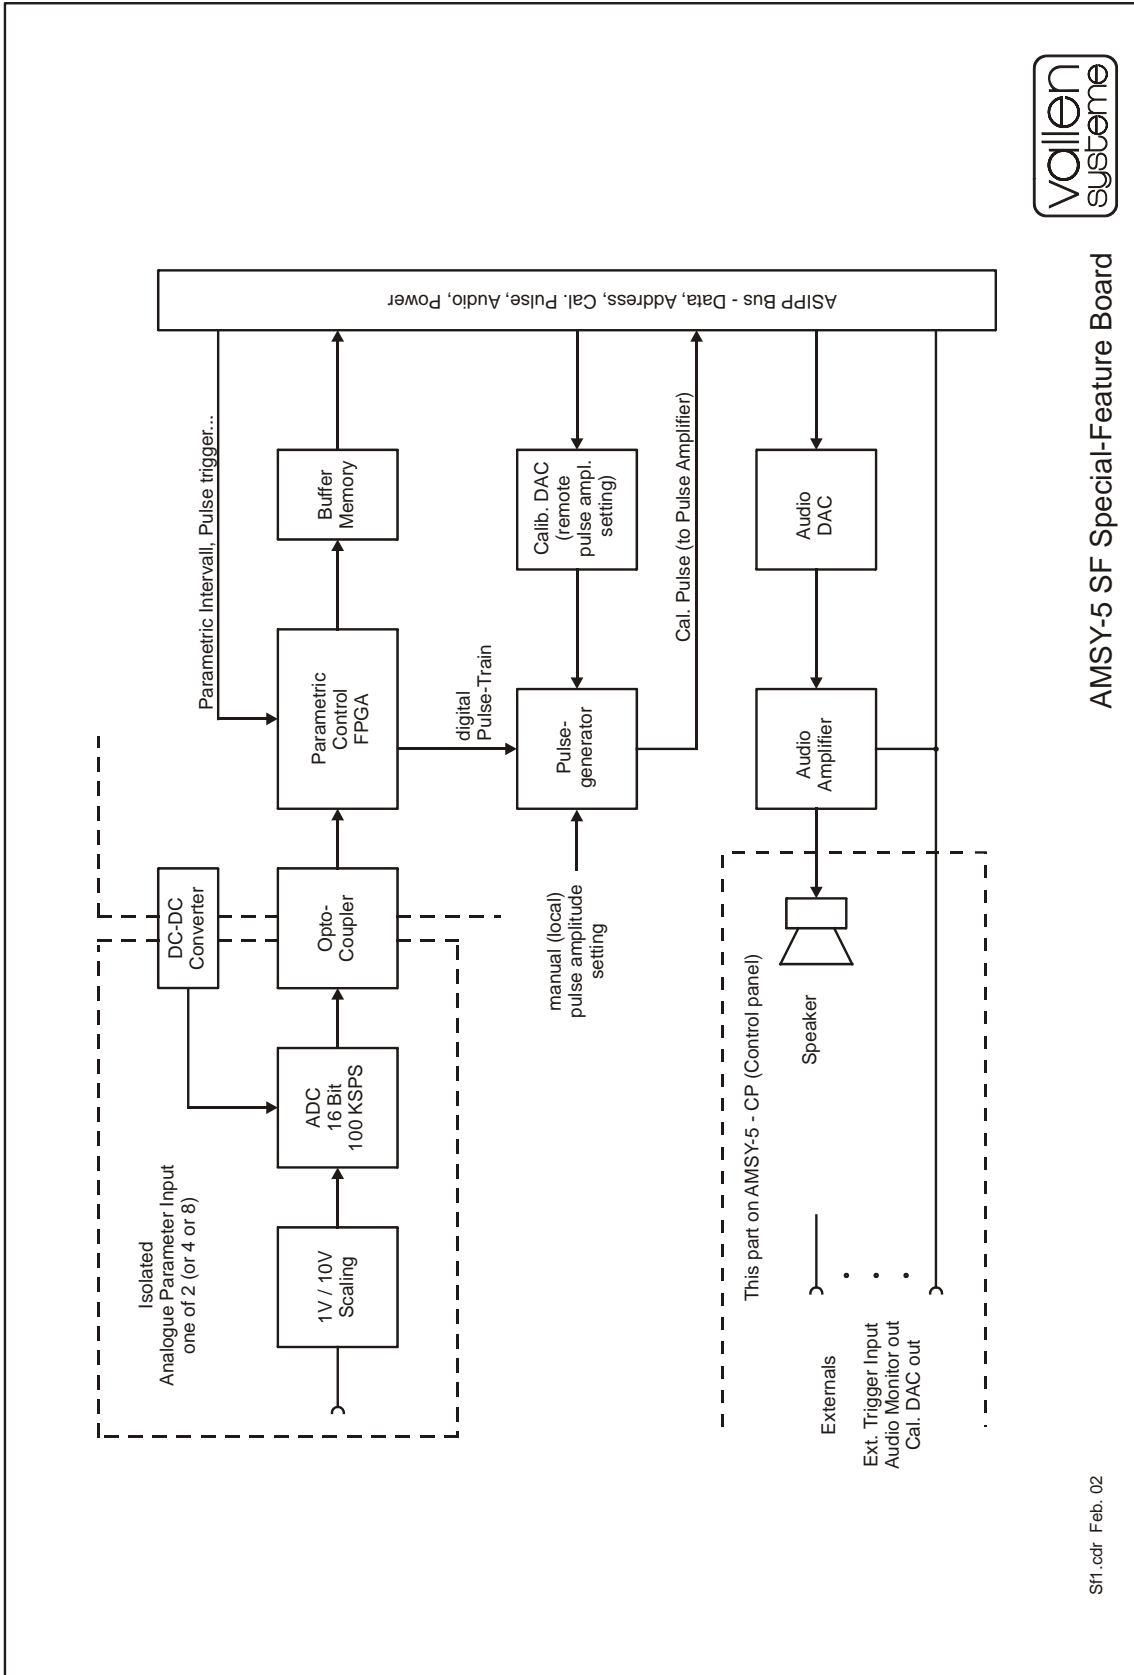 Isolated
Analogue Parameter Input
one of 2 (or 4 or 8)
1V / 10V
Scaling
ADC
16 Bit
100 KSPS
DC-DC
Converter
Opto-
Coupler
Parametric
Control
FPGA
Parametric Intervall, Pulse trigger...
Buffer
Memory
ASIPP Bus - Data, Address, Cal. Pulse, Audio, Power
digital
Pulse-Train
manual (local)
pulse amplitude
setting
Pulse-
generator
Calib. DAC
(remote
pulse ampl.
setting)
Cal. Pulse (to Pulse Amplifier)
This part on AMSY-5 - CP (Control panel)
Speaker
Audio
Amplifier
Audio
DAC
Externals
Ext. Trigger Input
Audio Monitor out
Cal. DAC out
Sf1.cdr Feb. 02
AMSY-5 SF Special-Feature Board
vallen
systeme